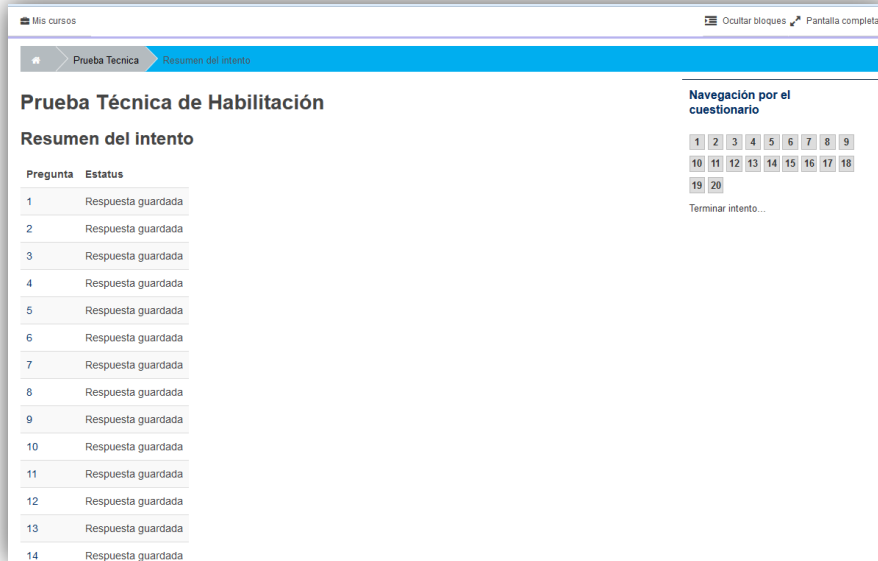 Mis cursos
Ocultar bloques Pantalla completa
Prueba Tecnica Resumen del intento
Prueba Técnica de Habilitación
Resumen del intento
Pregunta Estatus
1 Respuesta guardada
2 Respuesta guardada
3 Respuesta guardada
4 Respuesta guardada
5 Respuesta guardada
6 Respuesta guardada
7 Respuesta guardada
8 Respuesta guardada
9 Respuesta guardada
10 Respuesta guardada
11 Respuesta guardada
12 Respuesta guardada
13 Respuesta guardada
14 Respuesta guardada
Navegación por el
cuestionario
1 2 3 4 5 6 7 8 9
10 11 12 13 14 15 16 17 18
19 20
Terminar intento...